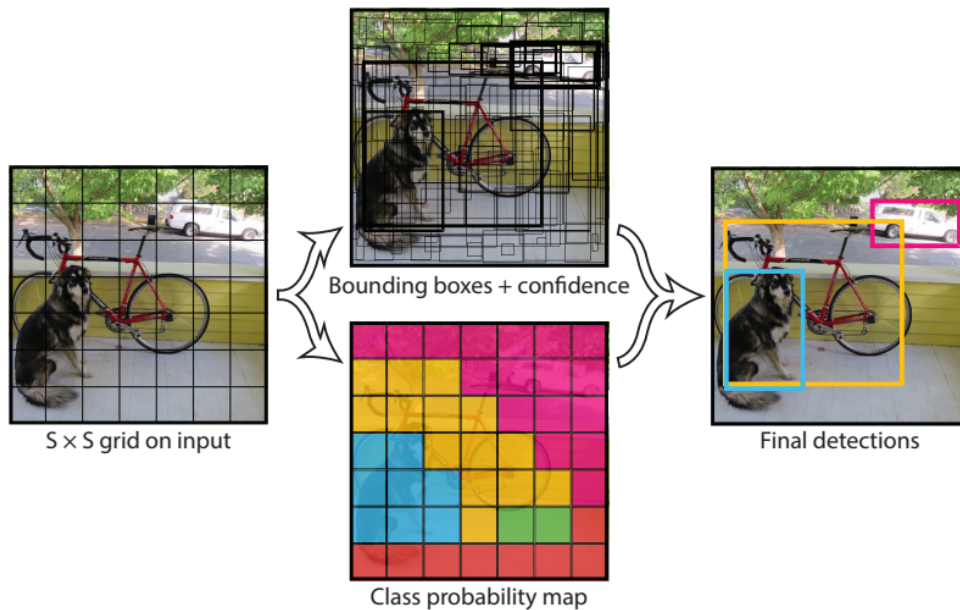 Bounding boxes + confidence
S × S grid on input
Final detections
Class probability map